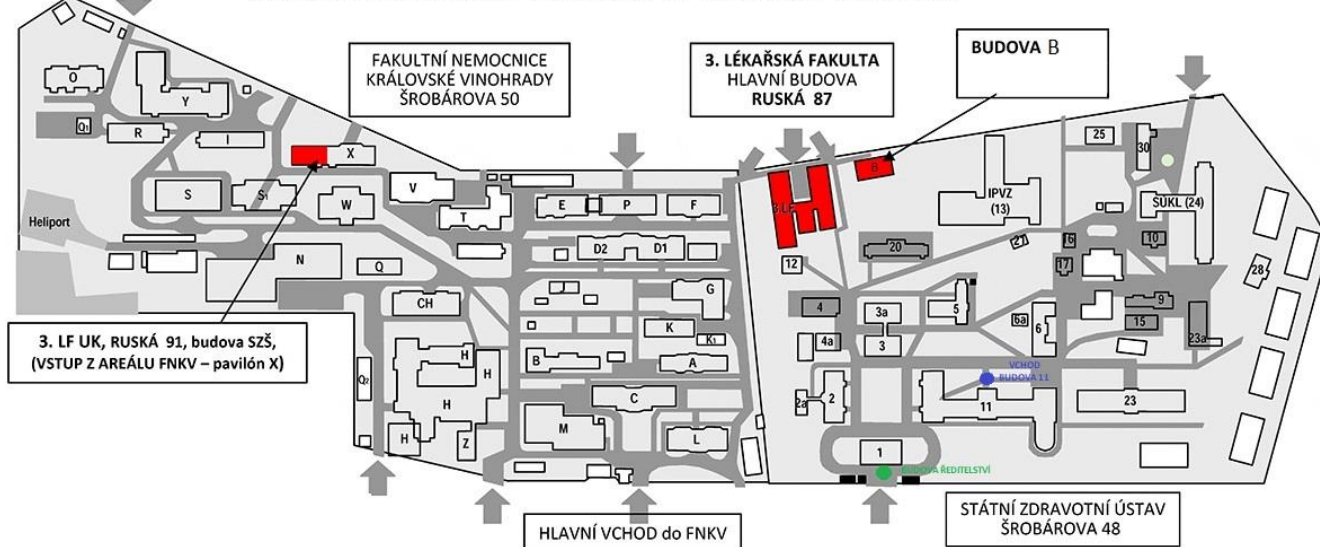 FAKULTNÍ NEMOCNICE
KRÁLOVSKÉ VINOHRADY
ŠROBÁROVA 50
3. LÉKAŘSKÁ FAKULTA
HLAVNÍ BUDOVA
RUSKÁ 87
BUDOVA B
O
Y
Q1
R
I
X
S
S1
W
V
T
E
P
F
Heliport
N
Q
D2
D1
CH
G
K
K1
B
A
C
M
L
H
H
H
H
Z
Q2
3. LF UK, RUSKÁ 91, budova SZŠ,
(VSTUP Z AREÁLU FNKV – pavilón X)
3.LF
B
25
30
IPVZ
(13)
ŠÚKL (24)
12
20
21
16
10
17
28
4
3a
5
9
15
23a
4a
3
6a
6
VCHOD
BUDOVA 11
2a
2
11
23
1
BUDOVA ŘEDITELSTVÍ
HLAVNÍ VCHOD do FNKV
STÁTNÍ ZDRAVOTNÍ ÚSTAV
ŠROBÁROVA 48